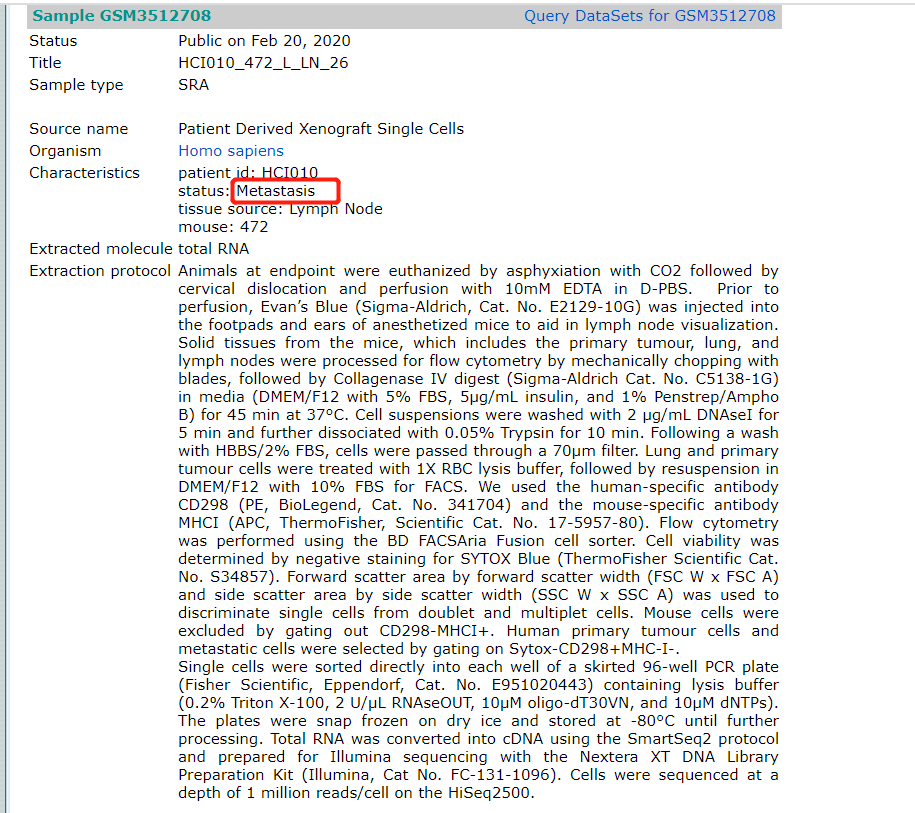 Sample GSM3512708 Query DataSets for GSM3512708
Status Public on Feb 20, 2020
Title HCI010_472_L_LN_26
Sample type SRA
Source name Patient Derived Xenograft Single Cells
Organism Homo sapiens
Characteristics patient id: HCI010
status: Metastasis
tissue source: Lymph Node
mouse: 472
Extracted molecule total RNA
Extraction protocol Animals at endpoint were euthanized by asphyxiation with CO2 followed by
cervical dislocation and perfusion with 10mM EDTA in D-PBS. Prior to
perfusion, Evan’s Blue (Sigma-Aldrich, Cat. No. E2129-10G) was injected into
the footpads and ears of anesthetized mice to aid in lymph node visualization.
Solid tissues from the mice, which includes the primary tumour, lung, and
lymph nodes were processed for flow cytometry by mechanically chopping with
blades, followed by Collagenase IV digest (Sigma-Aldrich Cat. No. C5138-1G)
in media (DMEM/F12 with 5% FBS, 5µg/mL insulin, and 1% Penstrep/Ampho
B) for 45 min at 37ºC. Cell suspensions were washed with 2 µg/mL DNAseI for
5 min and further dissociated with 0.05% Trypsin for 10 min. Following a wash
with HBBS/2% FBS, cells were passed through a 70µm filter. Lung and primary
tumour cells were treated with 1X RBC lysis buffer, followed by resuspension in
DMEM/F12 with 10% FBS for FACS. We used the human-specific antibody
CD298 (PE, BioLegend, Cat. No. 341704) and the mouse-specific antibody
MHCI (APC, ThermoFisher, Scientific Cat. No. 17-5957-80). Flow cytometry
was performed using the BD FACSAria Fusion cell sorter. Cell viability was
determined by negative staining for SYTOX Blue (ThermoFisher Scientific Cat.
No. S34857). Forward scatter area by forward scatter width (FSC W x FSC A)
and side scatter area by side scatter width (SSC W x SSC A) was used to
discriminate single cells from doublet and multiplet cells. Mouse cells were
excluded by gating out CD298-MHCI+. Human primary tumour cells and
metastatic cells were selected by gating on Sytox-CD298+MHC-I-.
Single cells were sorted directly into each well of a skirted 96-well PCR plate
(Fisher Scientific, Eppendorf, Cat. No. E951020443) containing lysis buffer
(0.2% Triton X-100, 2 U/µL RNAseOUT, 10µM oligo-dT30VN, and 10µM dNTPs).
The plates were snap frozen on dry ice and stored at -80ºC until further
processing. Total RNA was converted into cDNA using the SmartSeq2 protocol
and prepared for Illumina sequencing with the Nextera XT DNA Library
Preparation Kit (Illumina, Cat No. FC-131-1096). Cells were sequenced at a
depth of 1 million reads/cell on the HiSeq2500.